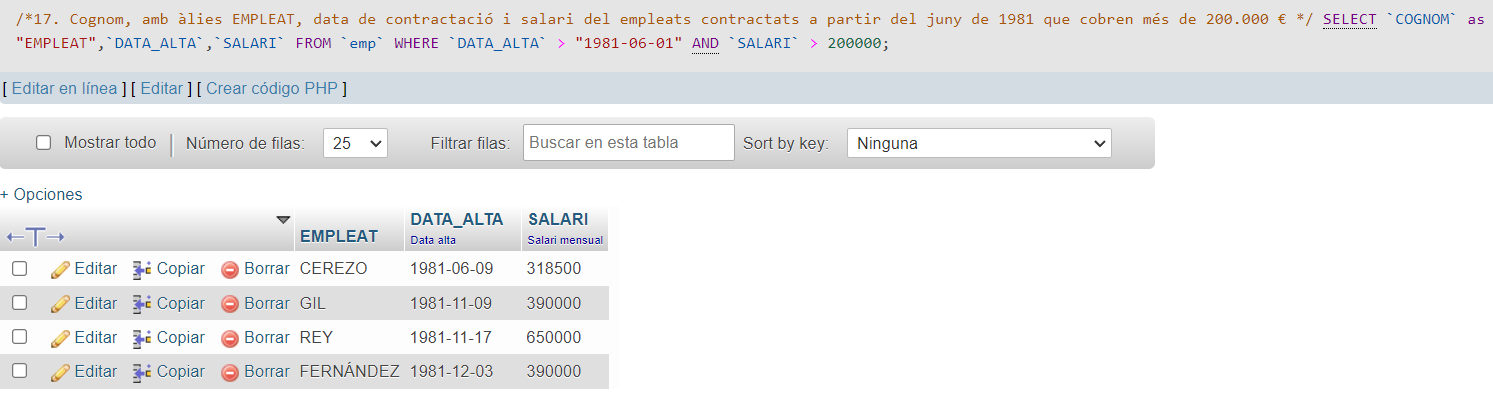 /*17. Cognom, amb àlies EMPLEAT, data de contractació i salari del empleats contractats a partir del juny de 1981 que cobren més de 200.000 € */ SELECT `COGNOM` as
"EMPLEAT",`DATA_ALTA`,`SALARI` FROM `emp` WHERE `DATA_ALTA` > "1981-06-01" AND `SALARI` > 200000;
[ Editar en línea ] [ Editar ] [ Crear código PHP ]
Mostrar todo | Número de filas: 25 Filtrar filas: Buscar en esta tabla Sort by key: Ninguna
+ Opciones
←T→ EMPLEAT DATA_ALTA SALARI
Data alta Salari mensual
Editar Copiar Borrar CEREZO 1981-06-09 318500
Editar Copiar Borrar GIL 1981-11-09 390000
Editar Copiar Borrar REY 1981-11-17 650000
Editar Copiar Borrar FERNÁNDEZ 1981-12-03 390000